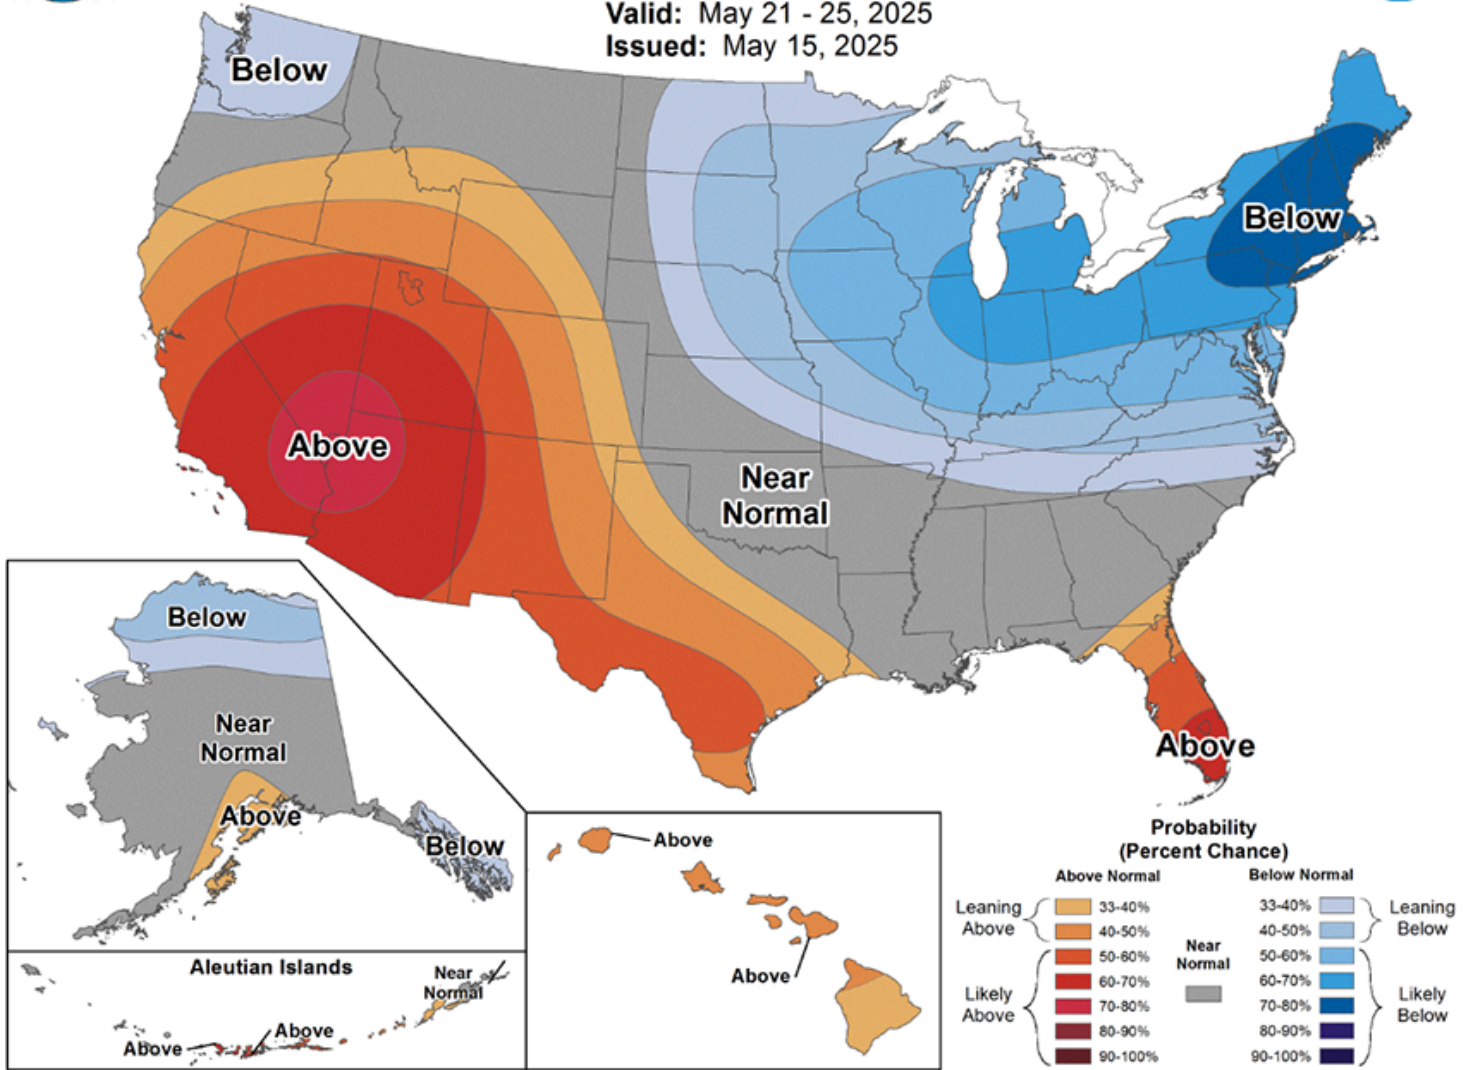 Valid: May 21 - 25, 2025
Issued: May 15, 2025
Below
Below
Above
Near
Normal
Above
Below
Near
Normal
Above
Below
Above
Above
Aleutian Islands
Near
Normal
Above
Above
Probability
(Percent Chance)
Above Normal
Below Normal
Leaning
Above
33-40%
40-50%
50-60%
60-70%
70-80%
80-90%
90-100%
Likely
Above
Near
Normal
33-40%
40-50%
50-60%
60-70%
70-80%
80-90%
90-100%
Leaning
Below
Likely
Below